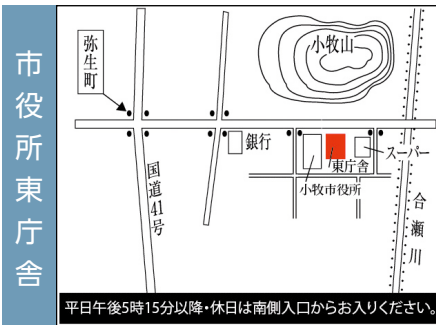 市役所東庁舎
弥生町
小牧山
銀行
スーパー
東庁舎
小牧市役所
国道41号
合瀬川
平日午後5時15分以降・休日は南側入口からお入りください。